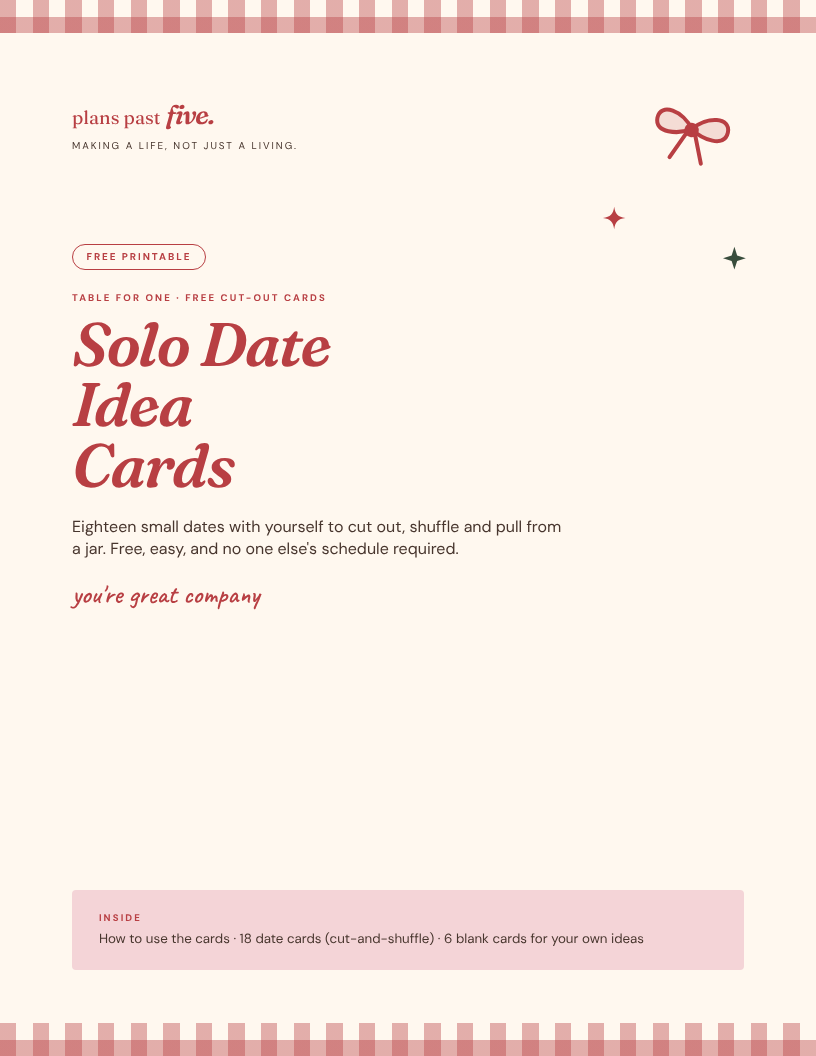 plans past five.
MAKING A LIFE, NOT JUST A LIVING.
FREE PRINTABLE
TABLE FOR ONE · FREE CUT-OUT CARDS
Solo Date
Idea
Cards
Eighteen small dates with yourself to cut out, shuffle and pull from
a jar. Free, easy, and no one else's schedule required.
you're great company
INSIDE
How to use the cards · 18 date cards (cut-and-shuffle) · 6 blank cards for your own ideas